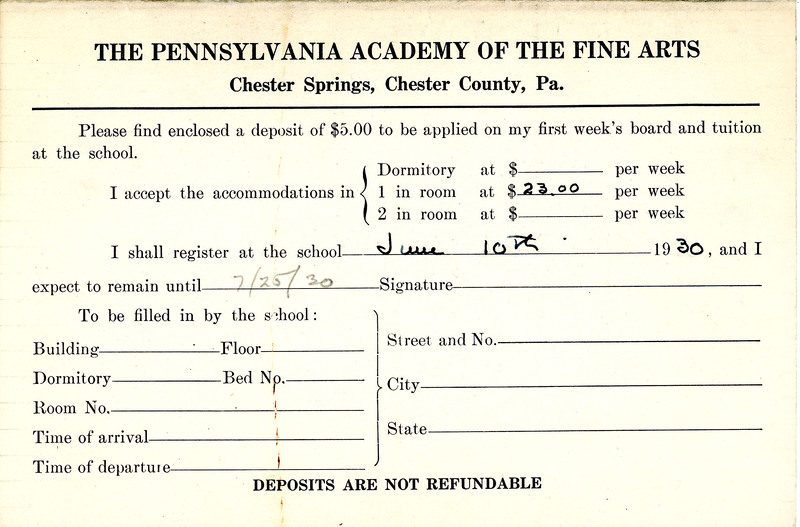 THE PENNSYLVANIA ACADEMY OF THE FINE ARTS
Chester Springs, Chester County, Pa.
Please find enclosed a deposit of $5.00 to be applied on my first week's board and tuition
at the school.
Dormitory at $ per week
I accept the accommodations in 1 in room at $ 23.00 per week
2 in room at $ per week
I shall register at the school June 10th 1930, and I
expect to remain until 7/25/30 Signature
To be filled in by the school:
Street and No.
Building Floor
Dormitory Bed No.
City
Room No.
State
Time of arrival
Time of departure
DEPOSITS ARE NOT REFUNDABLE